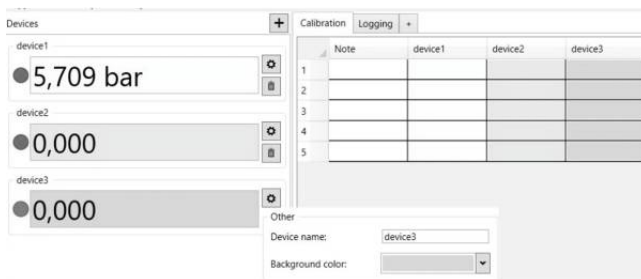 Devices
+
device1
5,709 bar
device2
0,000
device3
0,000
Calibration Logging +
Note device1 device2 device3
1
2
3
4
5
Other
Device name: device3
Background color: